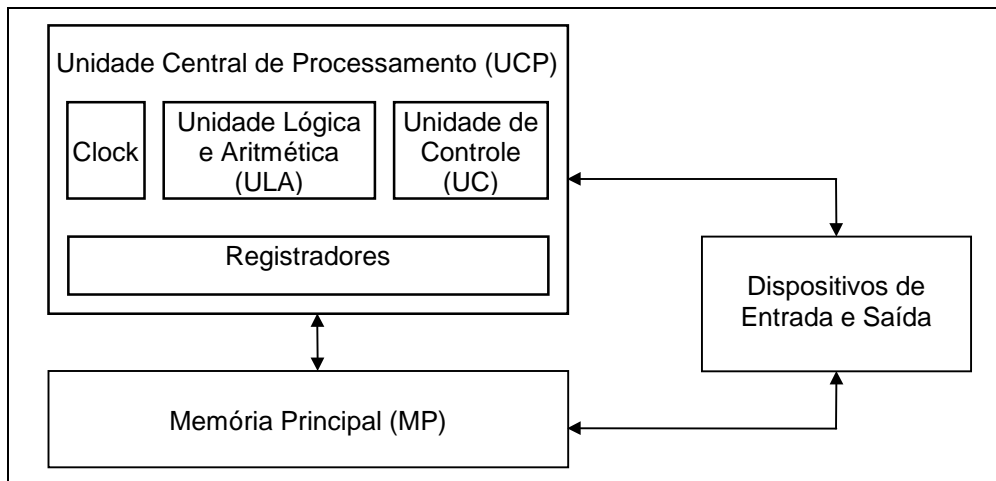 Unidade Central de Processamento (UCP)
Clock
Unidade Lógica
e Aritmética
(ULA)
Unidade de
Controle
(UC)
Registradores
Dispositivos de
Entrada e Saída
Memória Principal (MP)